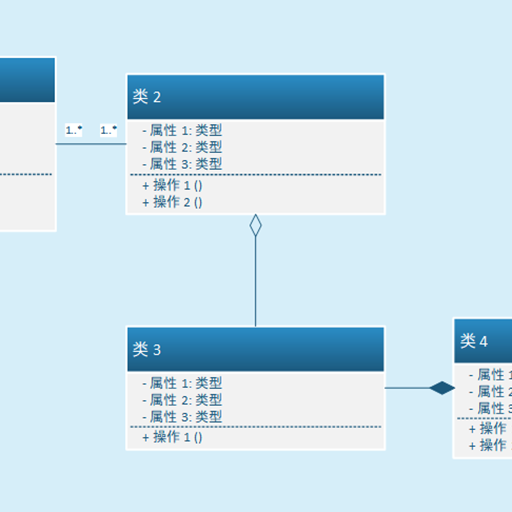 类 2
1..*
1..*
- 属性 1: 类型
- 属性 2: 类型
- 属性 3: 类型
+ 操作 1 ()
+ 操作 2 ()
类 3
- 属性 1: 类型
- 属性 2: 类型
- 属性 3: 类型
+ 操作 1 ()
类 4
- 属性 1
- 属性 2
- 属性 3
+ 操作
+ 操作